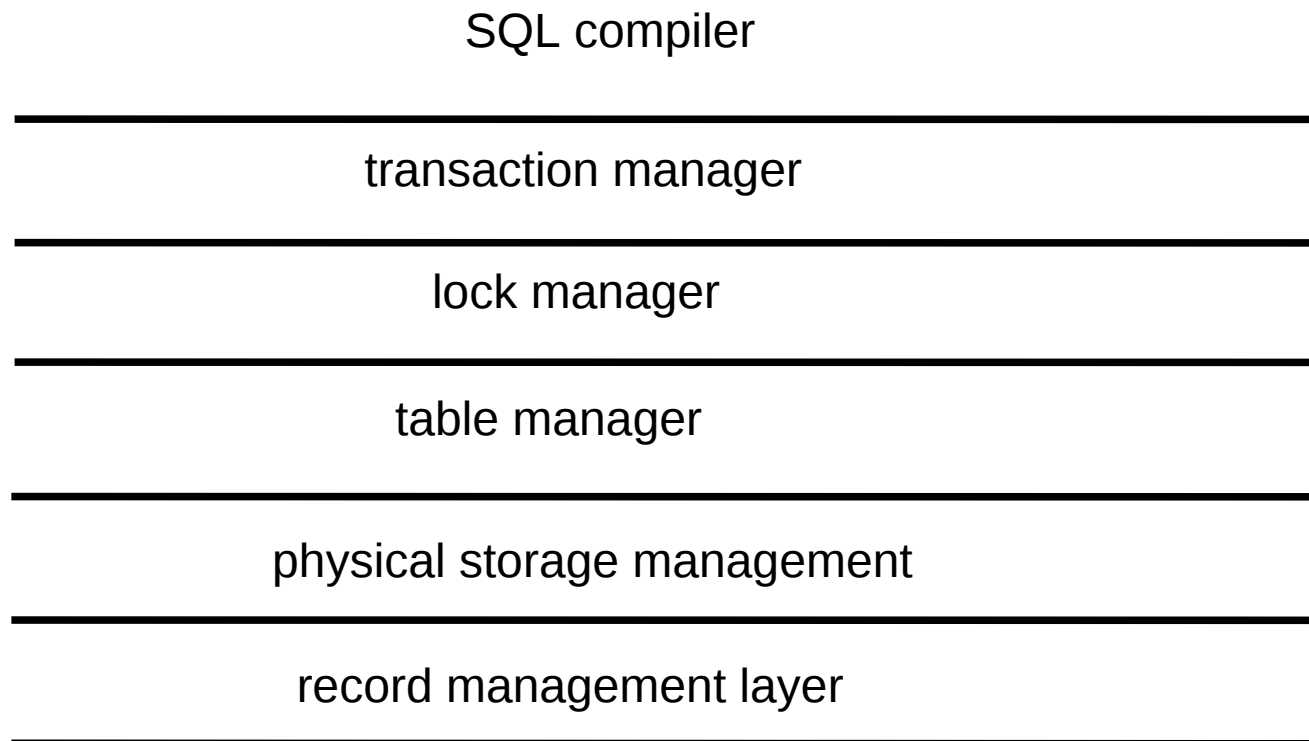 SQL compiler
transaction manager
lock manager
table manager
physical storage management
record management layer